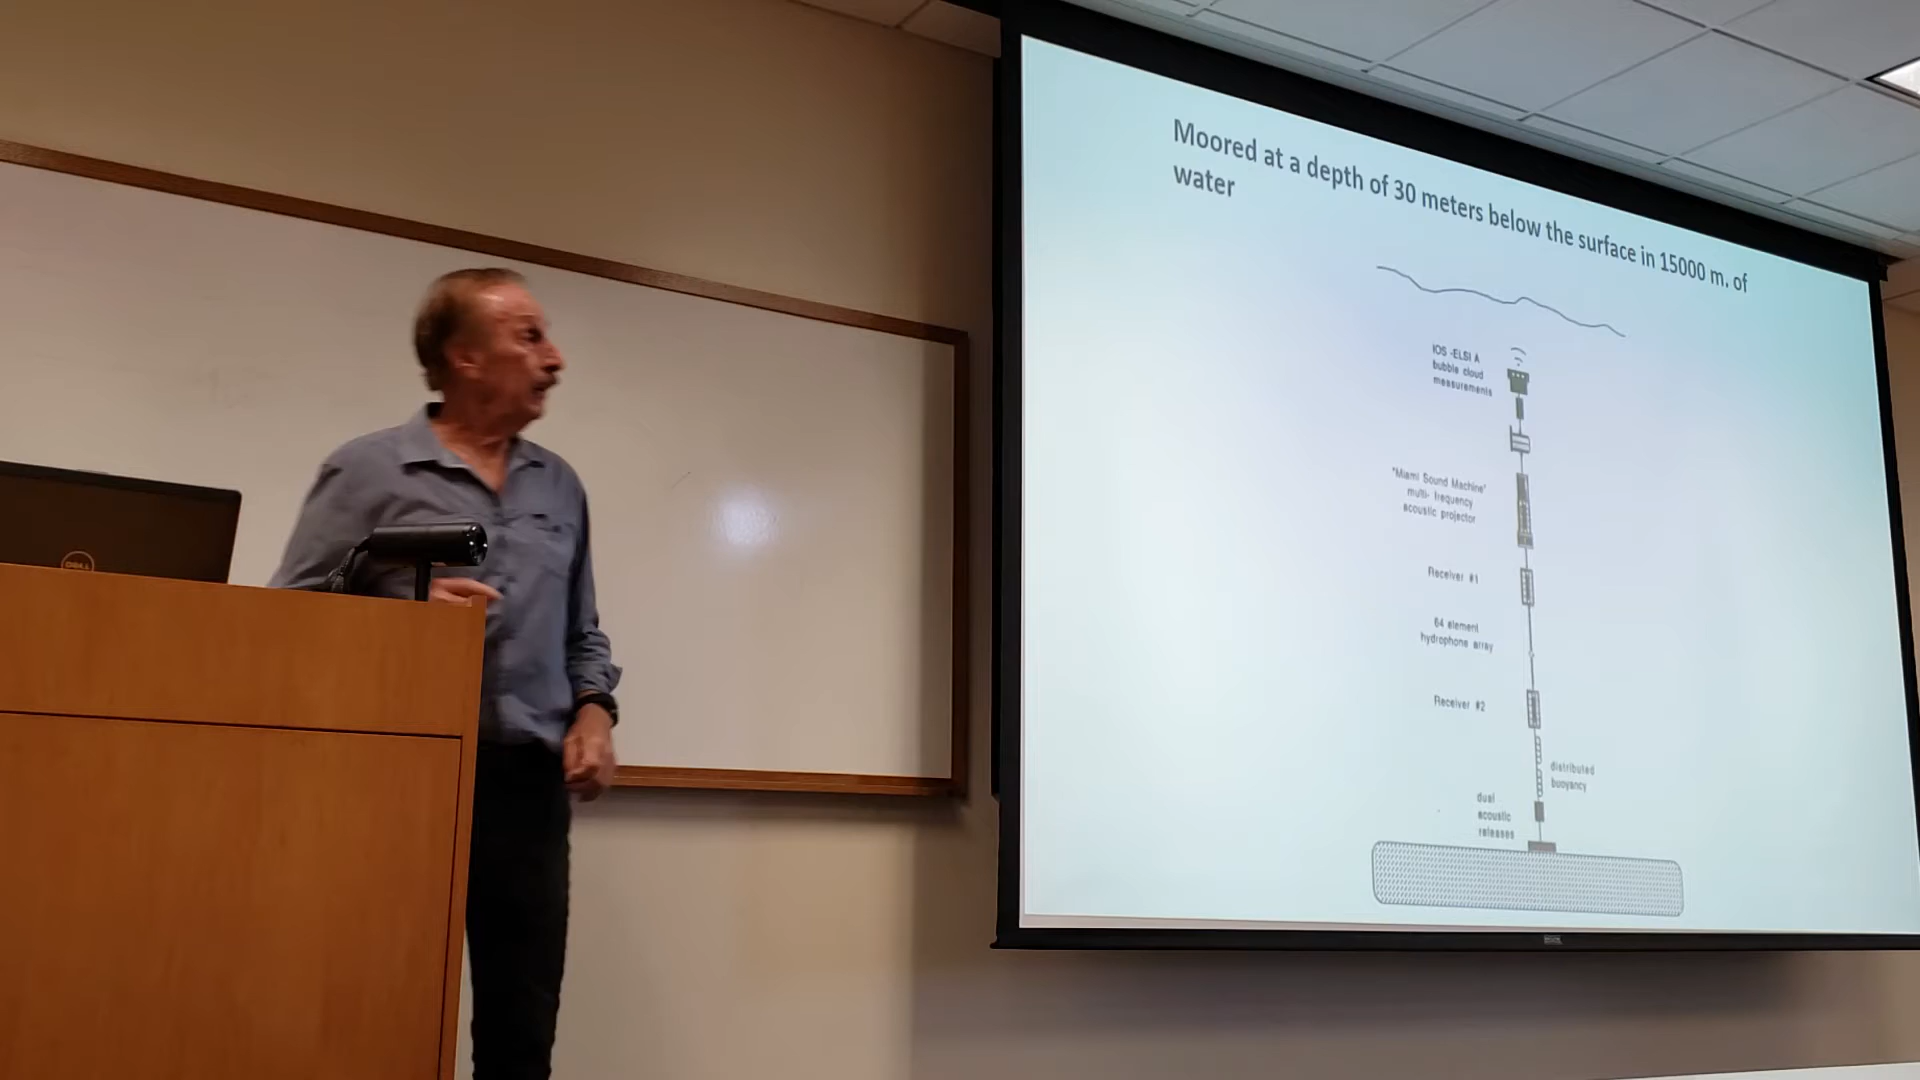 Moored at a depth of 30 meters below the surface in 15000 m. of
water
IOS -ELSI A
bubble cloud
measurements
"Miami Sound Machine"
multi- frequency
acoustic projector
Receiver #1
64 element
hydrophone array
Receiver #2
distributed
buoyancy
dual
acoustic
releases
DELL